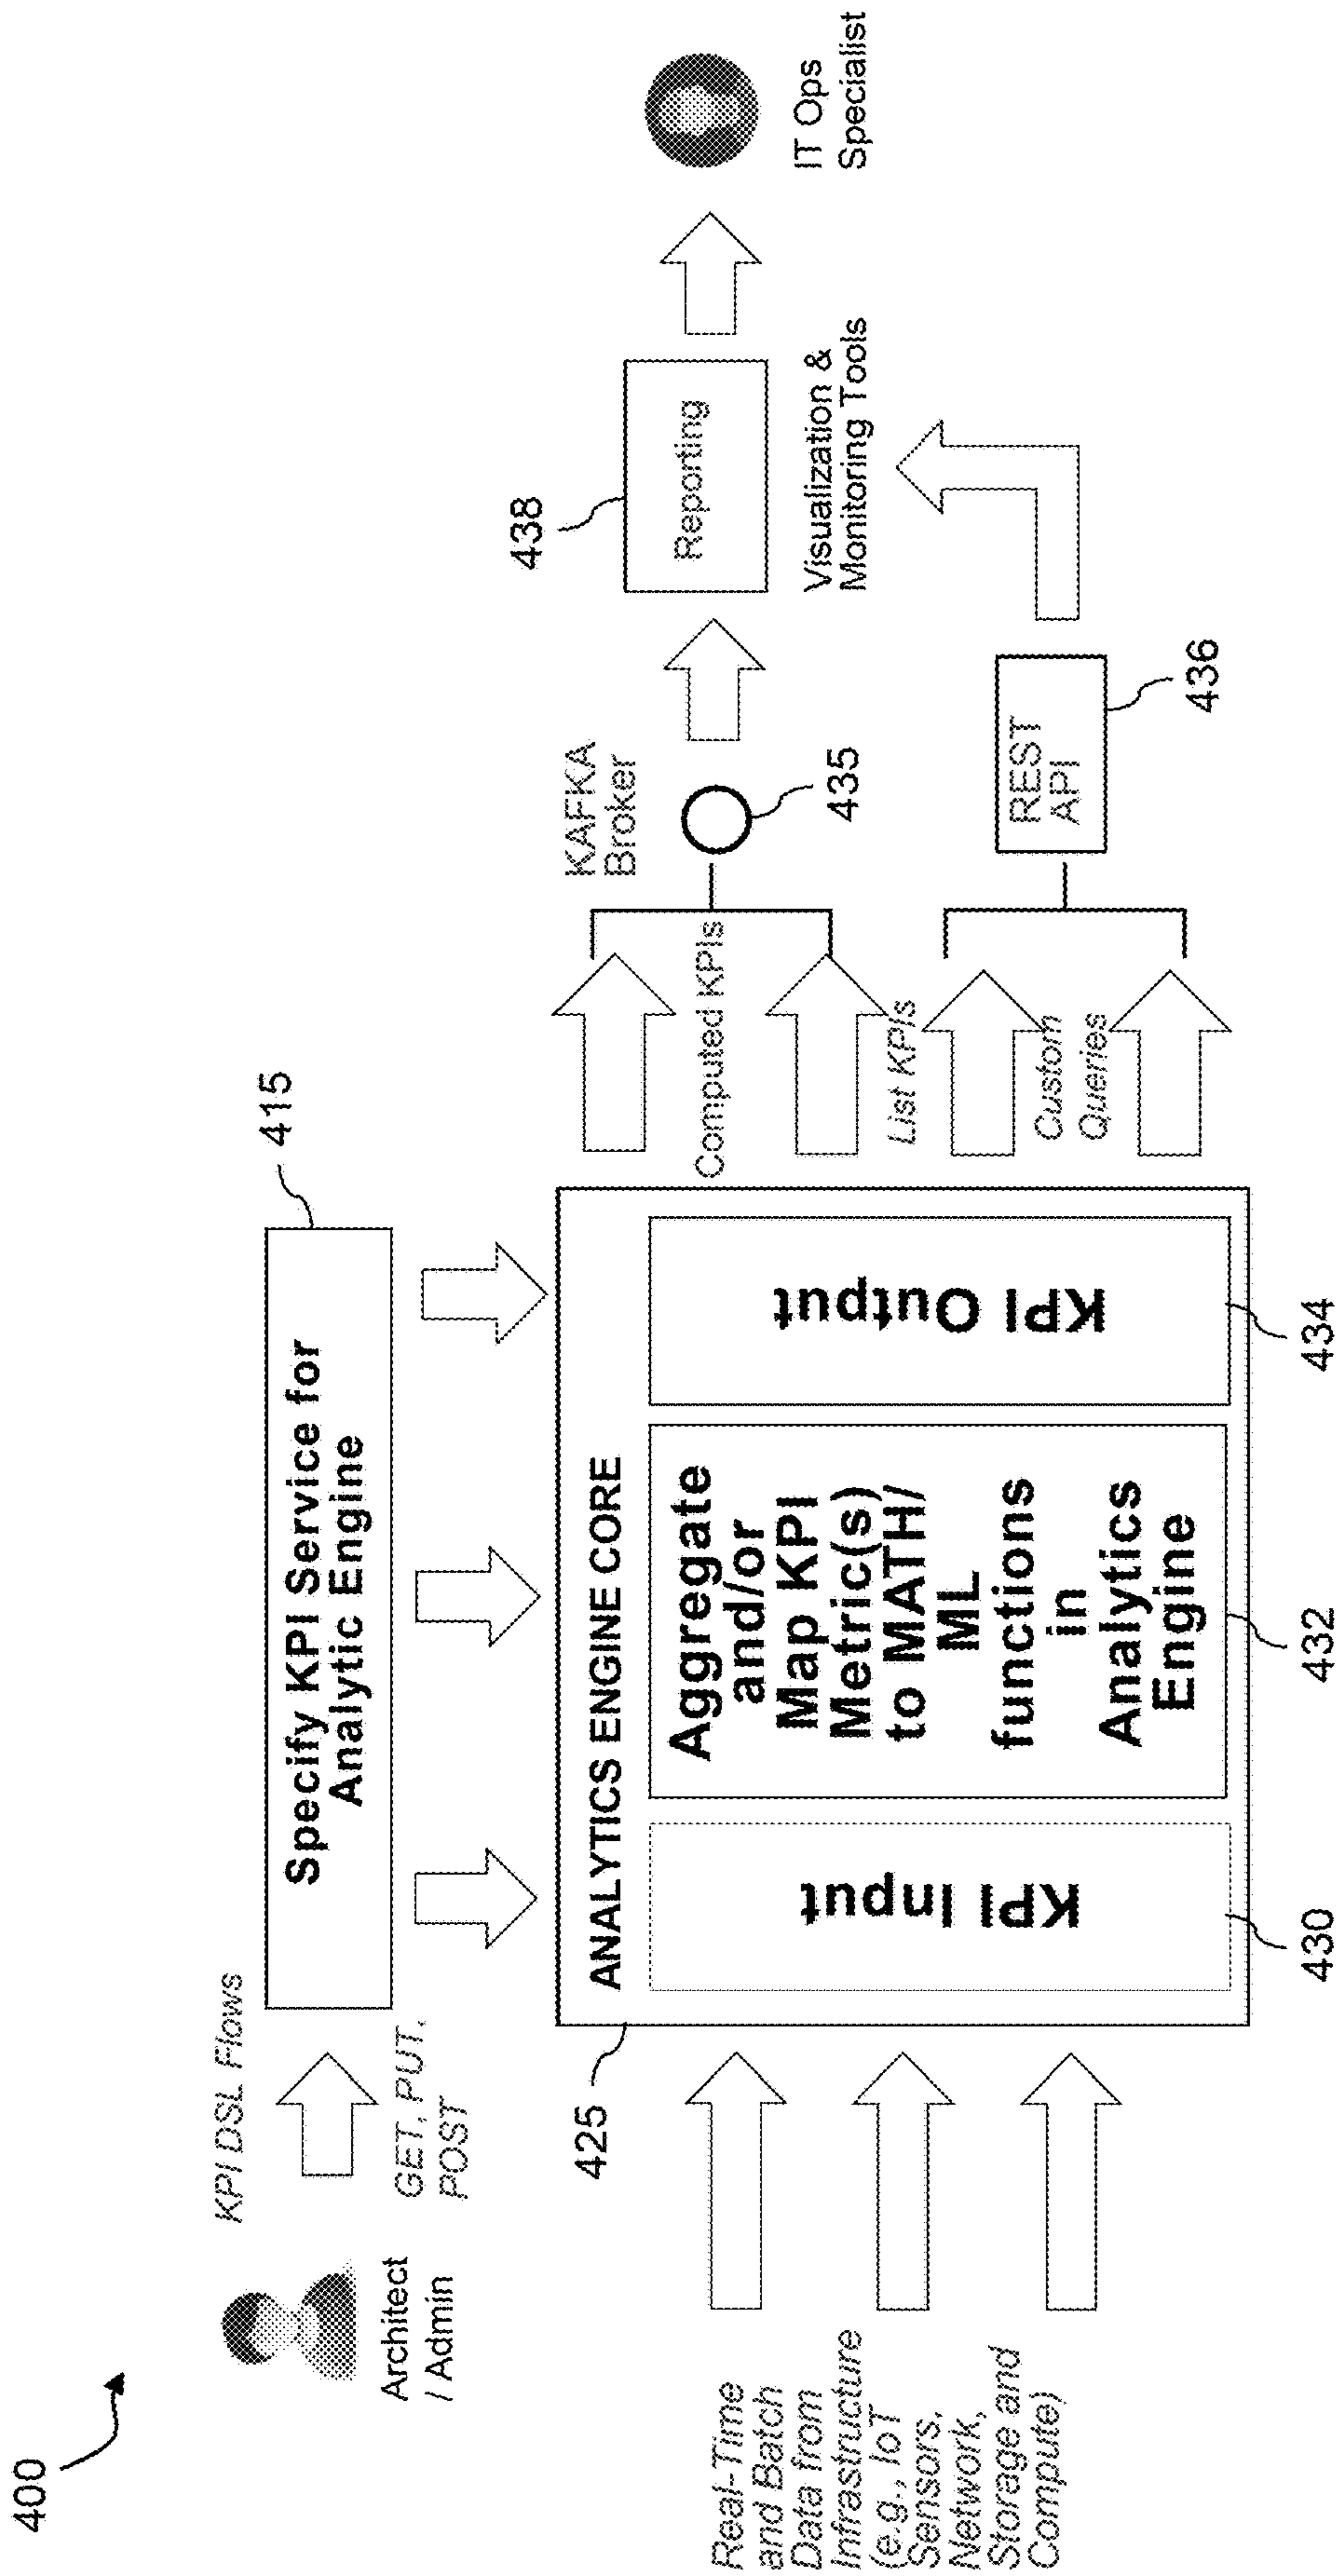 400
Architect
/ Admin
KPI DSL Flows
GET, PUT,
POST
Specify KPI Service for
Analytic Engine
415
425
ANALYTICS ENGINE CORE
Real-Time
and Batch
Data from
Infrastructure
(e.g., IoT
Sensors,
Network,
Storage and
Compute)
KPI Input
430
Aggregate
and/or
Map KPI
Metric(s)
to MATH/
ML
functions
in
Analytics
Engine
432
KPI Output
434
Computed KPIs
List KPIs
Custom
Queries
KAFKA
Broker
435
REST
API
436
438
Reporting
Visualization &
Monitoring Tools
IT Ops
Specialist